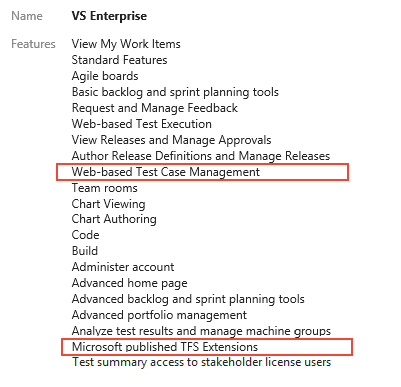 Name VS Enterprise
Features View My Work Items
Standard Features
Agile boards
Basic backlog and sprint planning tools
Request and Manage Feedback
Web-based Test Execution
View Releases and Manage Approvals
Author Release Definitions and Manage Releases
Web-based Test Case Management
Team rooms
Chart Viewing
Chart Authoring
Code
Build
Administer account
Advanced home page
Advanced backlog and sprint planning tools
Advanced portfolio management
Analyze test results and manage machine groups
Microsoft published TFS Extensions
Test summary access to stakeholder license users